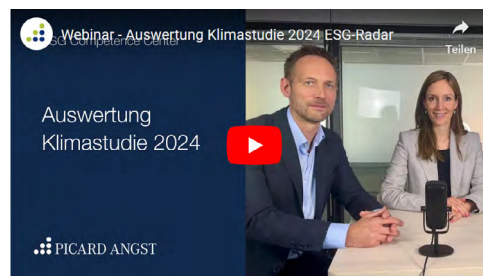 Webinar - Auswertung Klimastudie 2024 ESG-Radar
ESG Competence Center
Teilen
Auswertung
Klimastudie 2024
PICARD ANGST